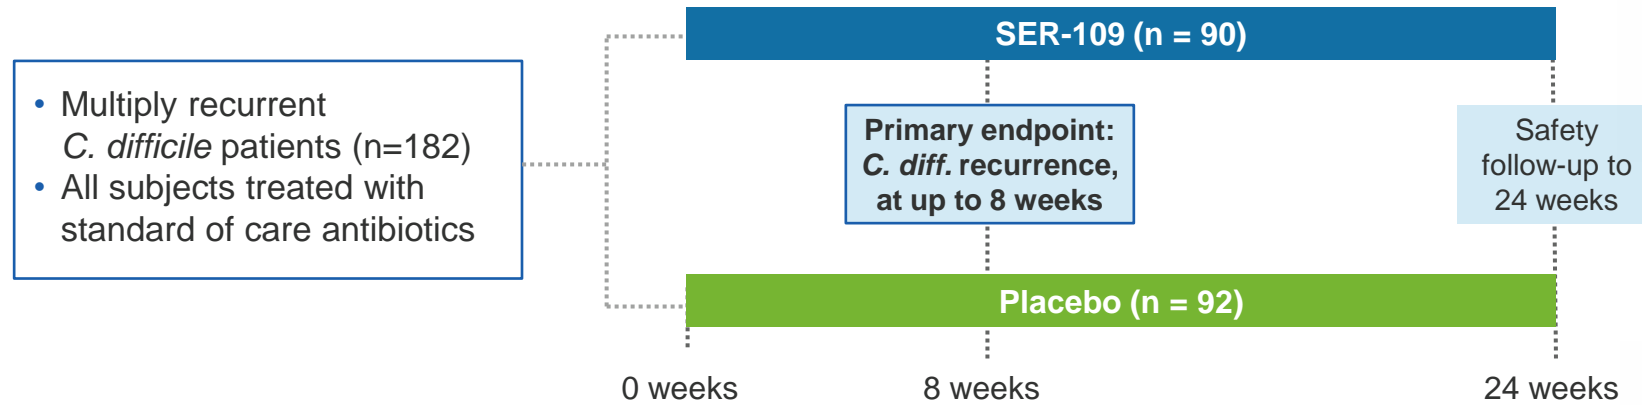 • Multiply recurrent
C. difficile patients (n=182)
• All subjects treated with
standard of care antibiotics
SER-109 (n = 90)
Primary endpoint:
C. diff. recurrence,
at up to 8 weeks
Safety
follow-up to
24 weeks
Placebo (n = 92)
0 weeks
8 weeks
24 weeks